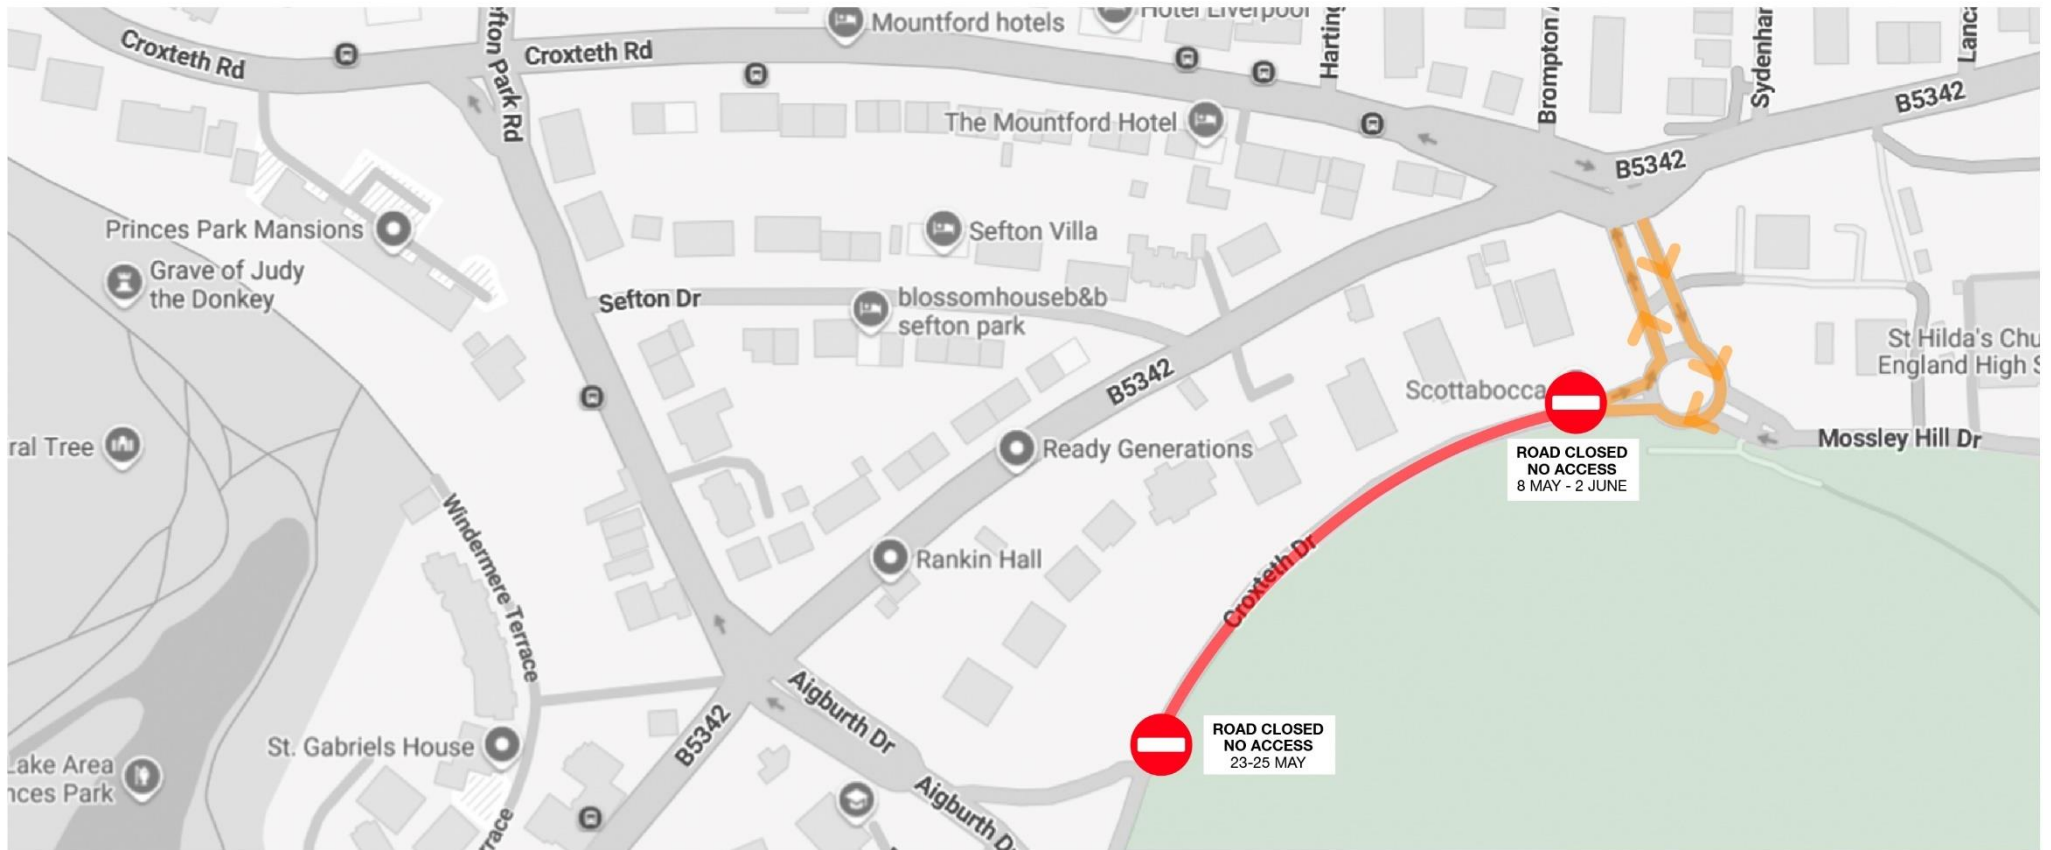 Croxteth Rd
efton Park Rd
Croxteth Rd
Mountford hotels
Hotel Liverpool
Harting
Brompton A
Sydenhar
Lanca
B5342
B5342
The Mountford Hotel
Princes Park Mansions
Grave of Judy
the Donkey
Sefton Villa
Sefton Dr
blossomhouseb&b
sefton park
B5342
St Hilda's Chu
England High S
Scottabocca
ral Tree
Ready Generations
Mossley Hill Dr
ROAD CLOSED
NO ACCESS
8 MAY - 2 JUNE
Windermere Terrace
Rankin Hall
Croxteth Dr
Aigburth Dr
B5342
St. Gabriels House
ROAD CLOSED
NO ACCESS
23-25 MAY
Lake Area
nces Park
Aigburth D
rrace